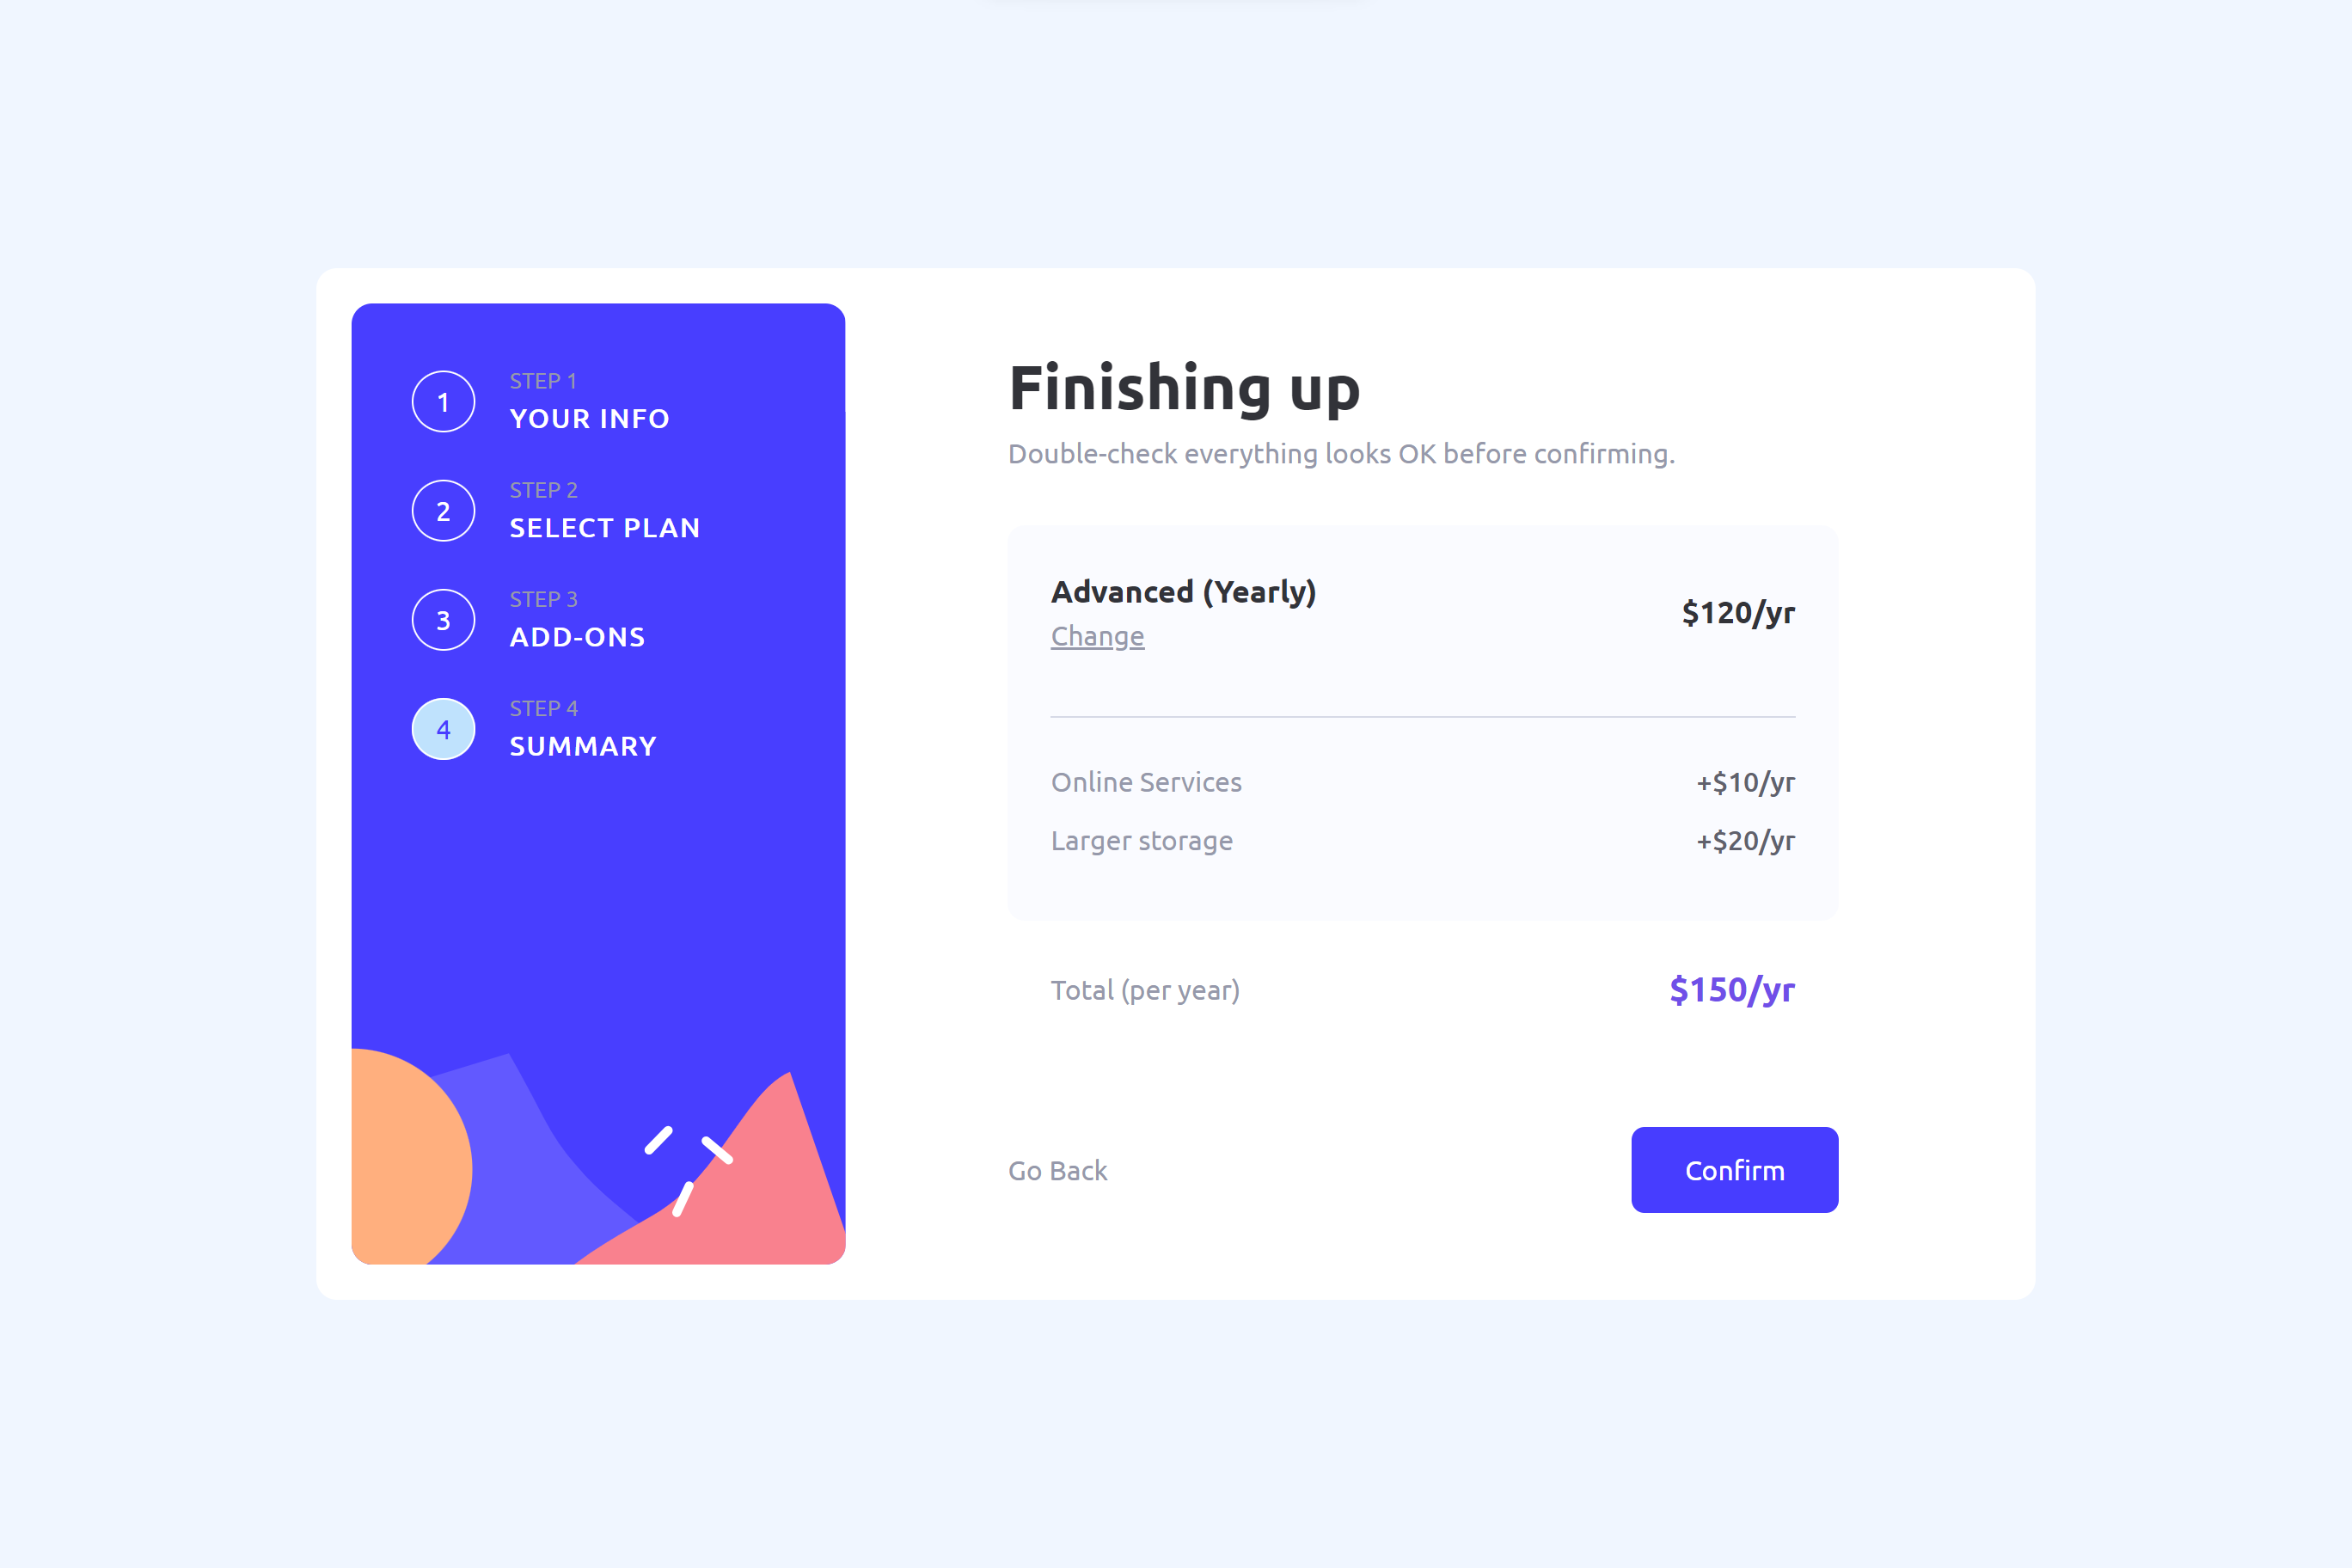 1
STEP 1
YOUR INFO
2
STEP 2
SELECT PLAN
3
STEP 3
ADD-ONS
4
STEP 4
SUMMARY
Finishing up
Double-check everything looks OK before confirming.
Advanced (Yearly)
Change
$120/yr
Online Services +$10/yr
Larger storage +$20/yr
Total (per year) $150/yr
Go Back
Confirm